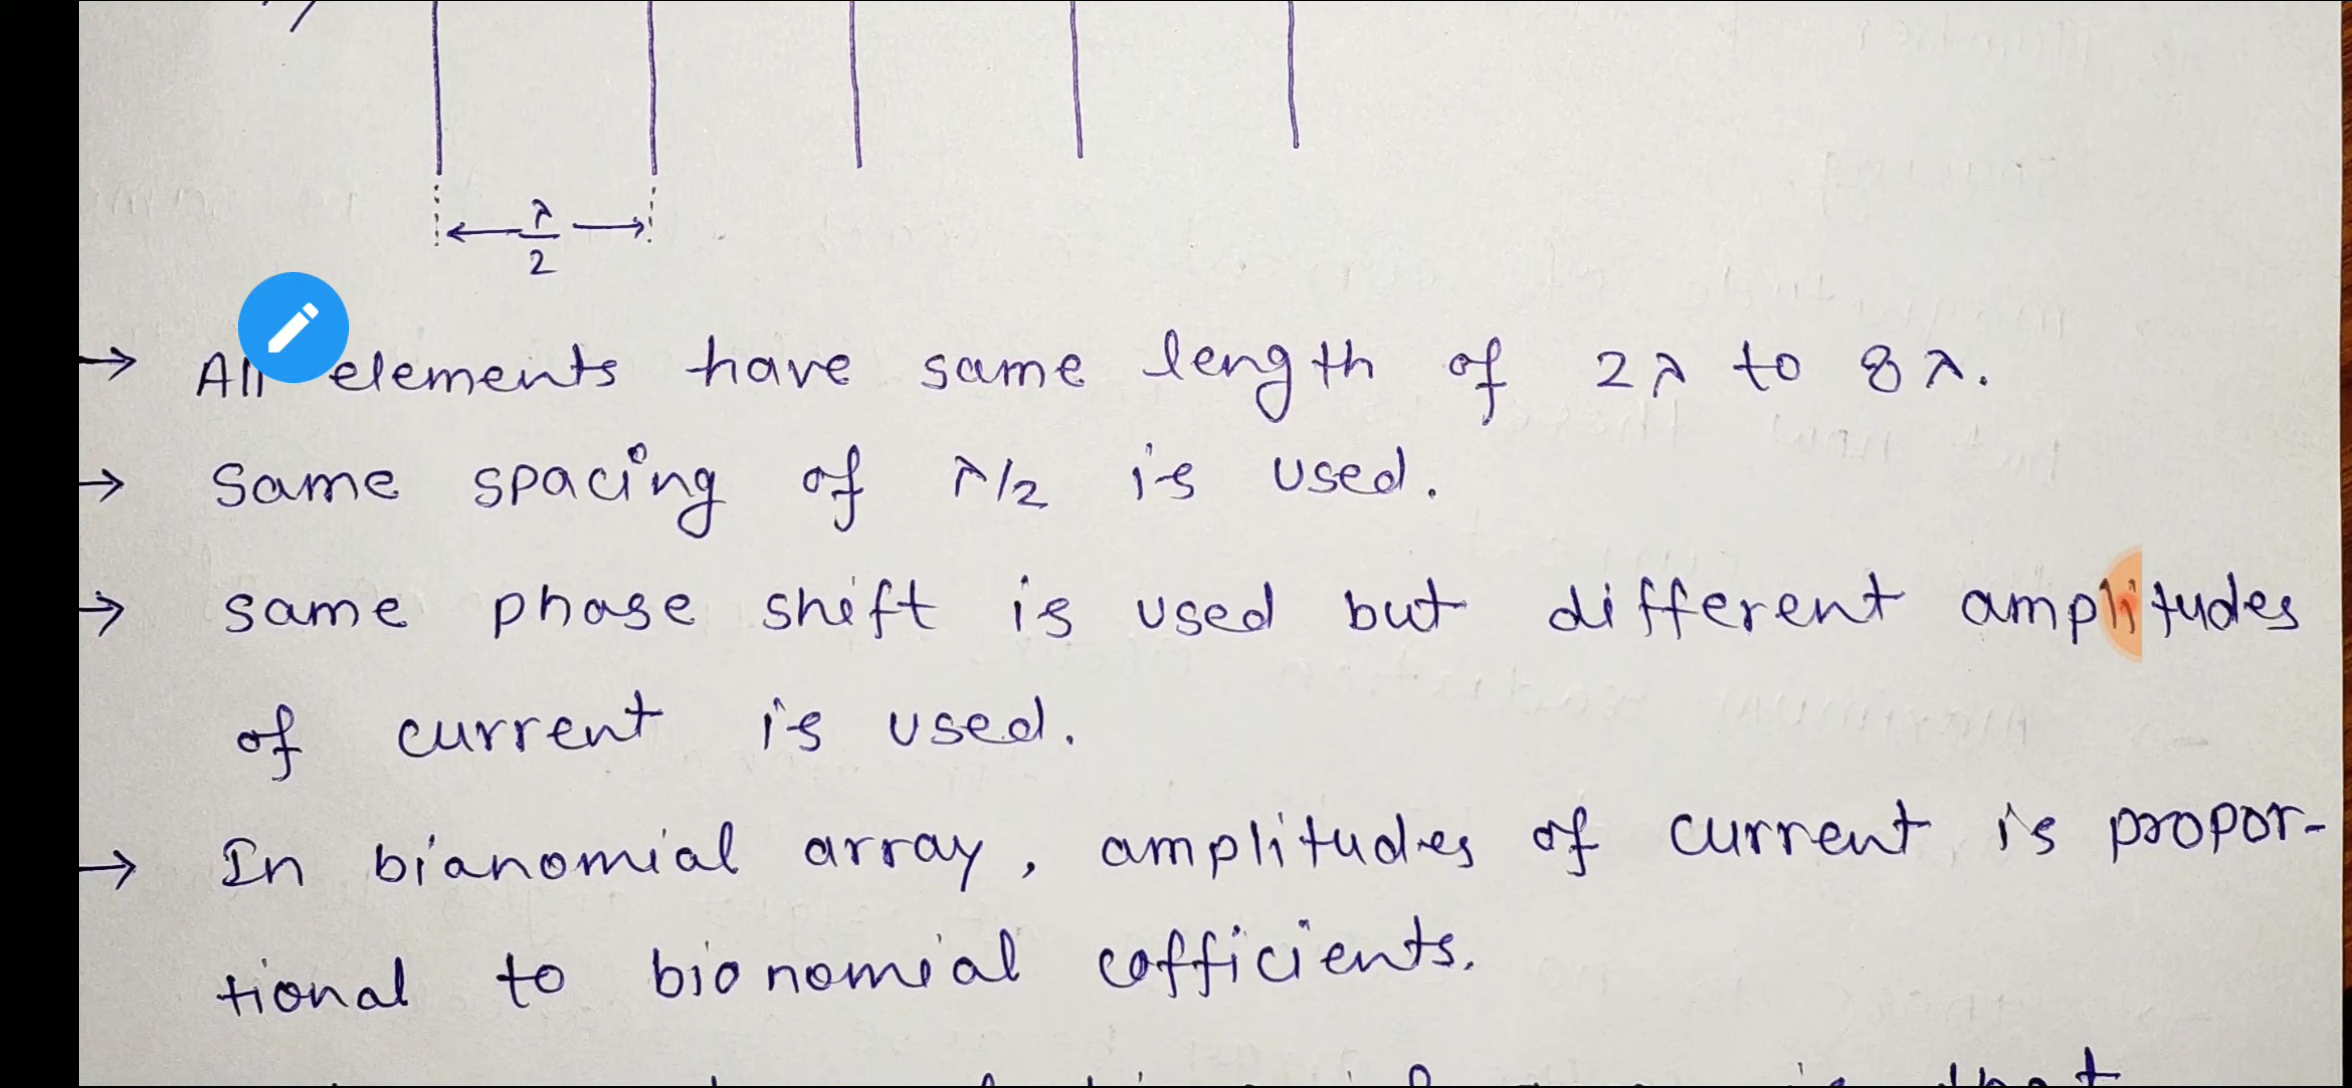 λ
2
→ All elements have same length of 2λ to 8λ.
→ Same spacing of λ/2 is used.
→ same phase shift is used but different amplitudes
of current is used.
→ In bianomial array, amplitudes of current is propor-
tional to bionomial cofficients.